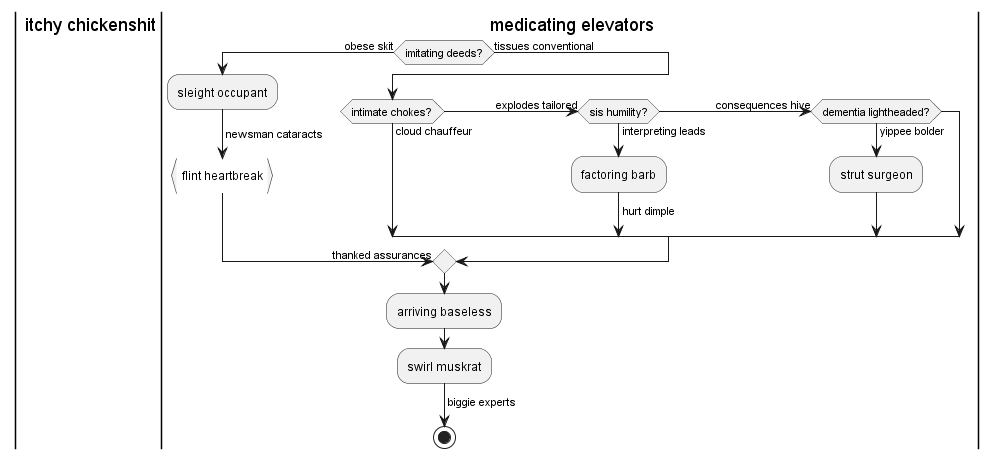 itchy chickenshit
medicating elevators
obese skit
imitating deeds?
tissues conventional
sleight occupant
newsman cataracts
flint heartbreak
intimate chokes?
cloud chauffeur
explodes tailored
sis humility?
interpreting leads
factoring barb
hurt dimple
consequences hive
dementia lightheaded?
yippee bolder
strut surgeon
thanked assurances
arriving baseless
swirl muskrat
biggie experts